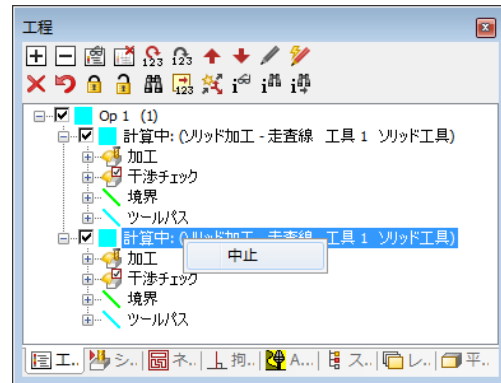 工程
123 123
123
Op 1 (1)
計算中: (ソリッド加工 - 走査線 工具 1 ソリッド工具)
加工
干渉チェック
境界
ツールパス
計算中: (ソリッド加工 - 走査線 工具 1 ソリッド工具)
中止
加工
干渉チェック
境界
ツールパス
工.. シ.. ネ.. 拘.. A... ス.. レ.. 平..